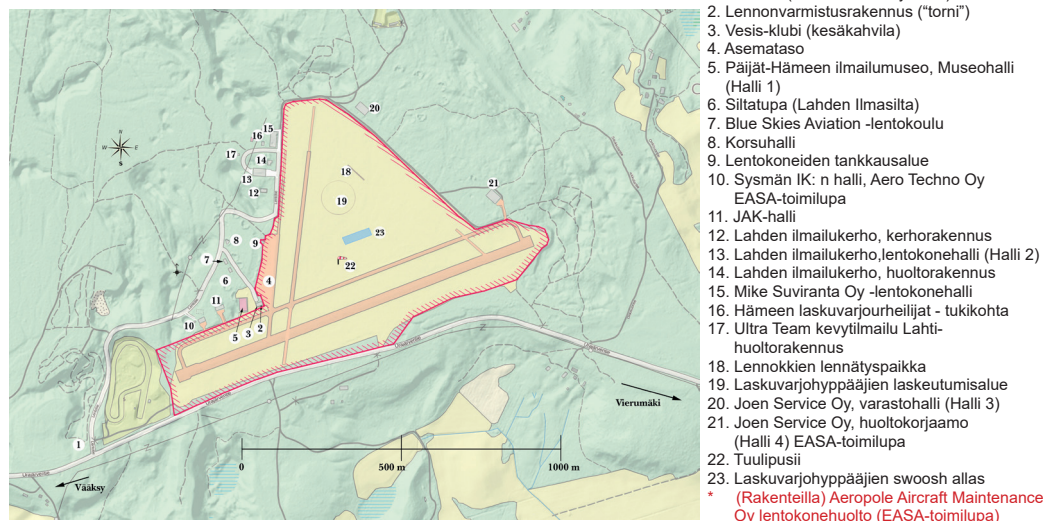 2. Lennonvarmistusrakennus ("torni")
3. Vesis-klubi (kesäkahvila)
4. Asemataso
5. Päijät-Hämeen ilmailumuseo, Museohalli
(Halli 1)
6. Siltatupa (Lahden Ilmasilta)
7. Blue Skies Aviation -lentokoulu
8. Korsuhalli
9. Lentokoneiden tankkausalue
10. Sysmän IK: n halli, Aero Techno Oy
EASA-toimilupa
11. JAK-halli
12. Lahden ilmailukerho, kerhorakennus
13. Lahden ilmailukerho,lentokonehalli (Halli 2)
14. Lahden ilmailukerho, huoltorakennus
15. Mike Suviranta Oy -lentokonehalli
16. Hämeen laskuvarjourheilijat - tukikohta
17. Ultra Team kevytilmailu Lahti-
huoltorakennus
18. Lennokkien lennätyspaikka
19. Laskuvarjohyppääjien laskeutumisalue
20. Joen Service Oy, varastohalli (Halli 3)
21. Joen Service Oy, huoltokorjaamo
(Halli 4) EASA-toimilupa
22. Tuulipusii
23. Laskuvarjohyppääjien swoosh allas
* (Rakenteilla) Aeropole Aircraft Maintenance
Oy lentokonehuolto (EASA-toimilupa)
20
15
16
17
14
18
13
21
12
19
N
W E
S
8
9
23
7
22
6
4
11
10
5
3
2
1
Vierumäki
0
500 m
1000 m
Vääksy